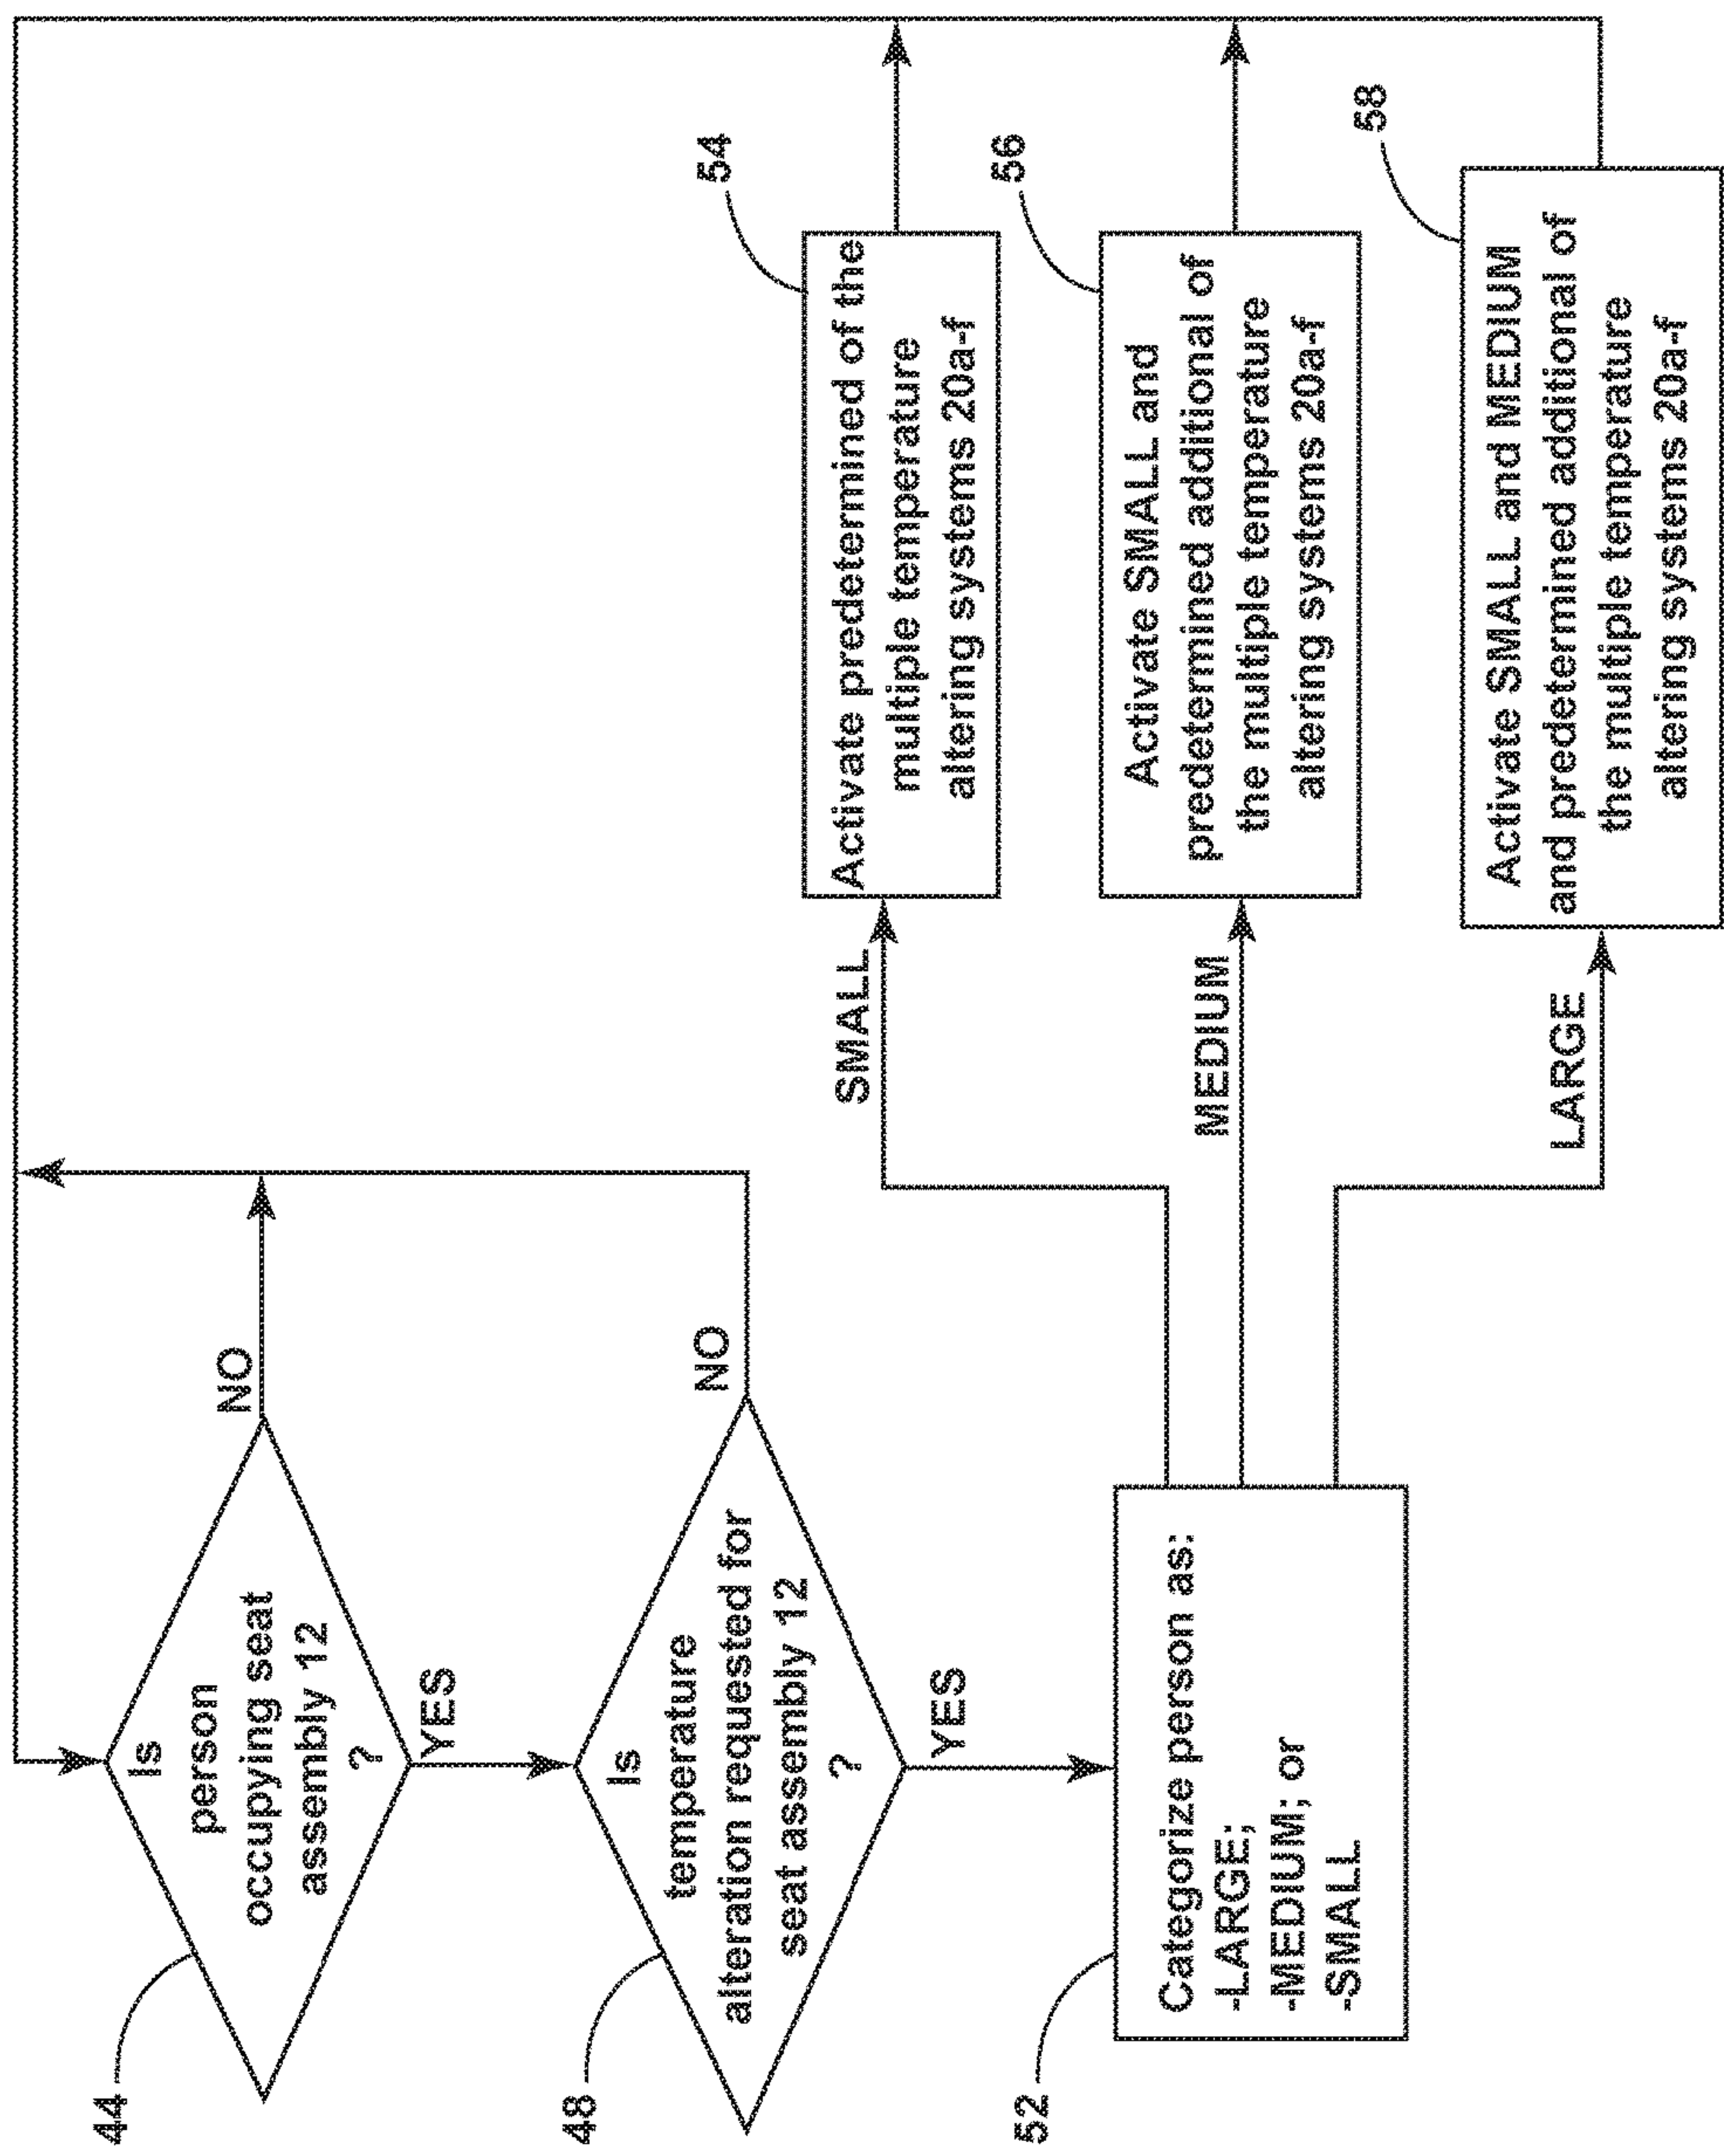 44
Is
person
occupying seat
assembly 12
?
NO
YES
48
Is
temperature
alteration requested for
seat assembly 12
?
NO
YES
52
Categorize person as:
-LARGE;
-MEDIUM; or
-SMALL
SMALL
54
Activate predetermined of the
multiple temperature
altering systems 20a-f
MEDIUM
56
Activate SMALL and
predetermined additional of
the multiple temperature
altering systems 20a-f
LARGE
58
Activate SMALL and MEDIUM
and predetermined additional of
the multiple temperature
altering systems 20a-f